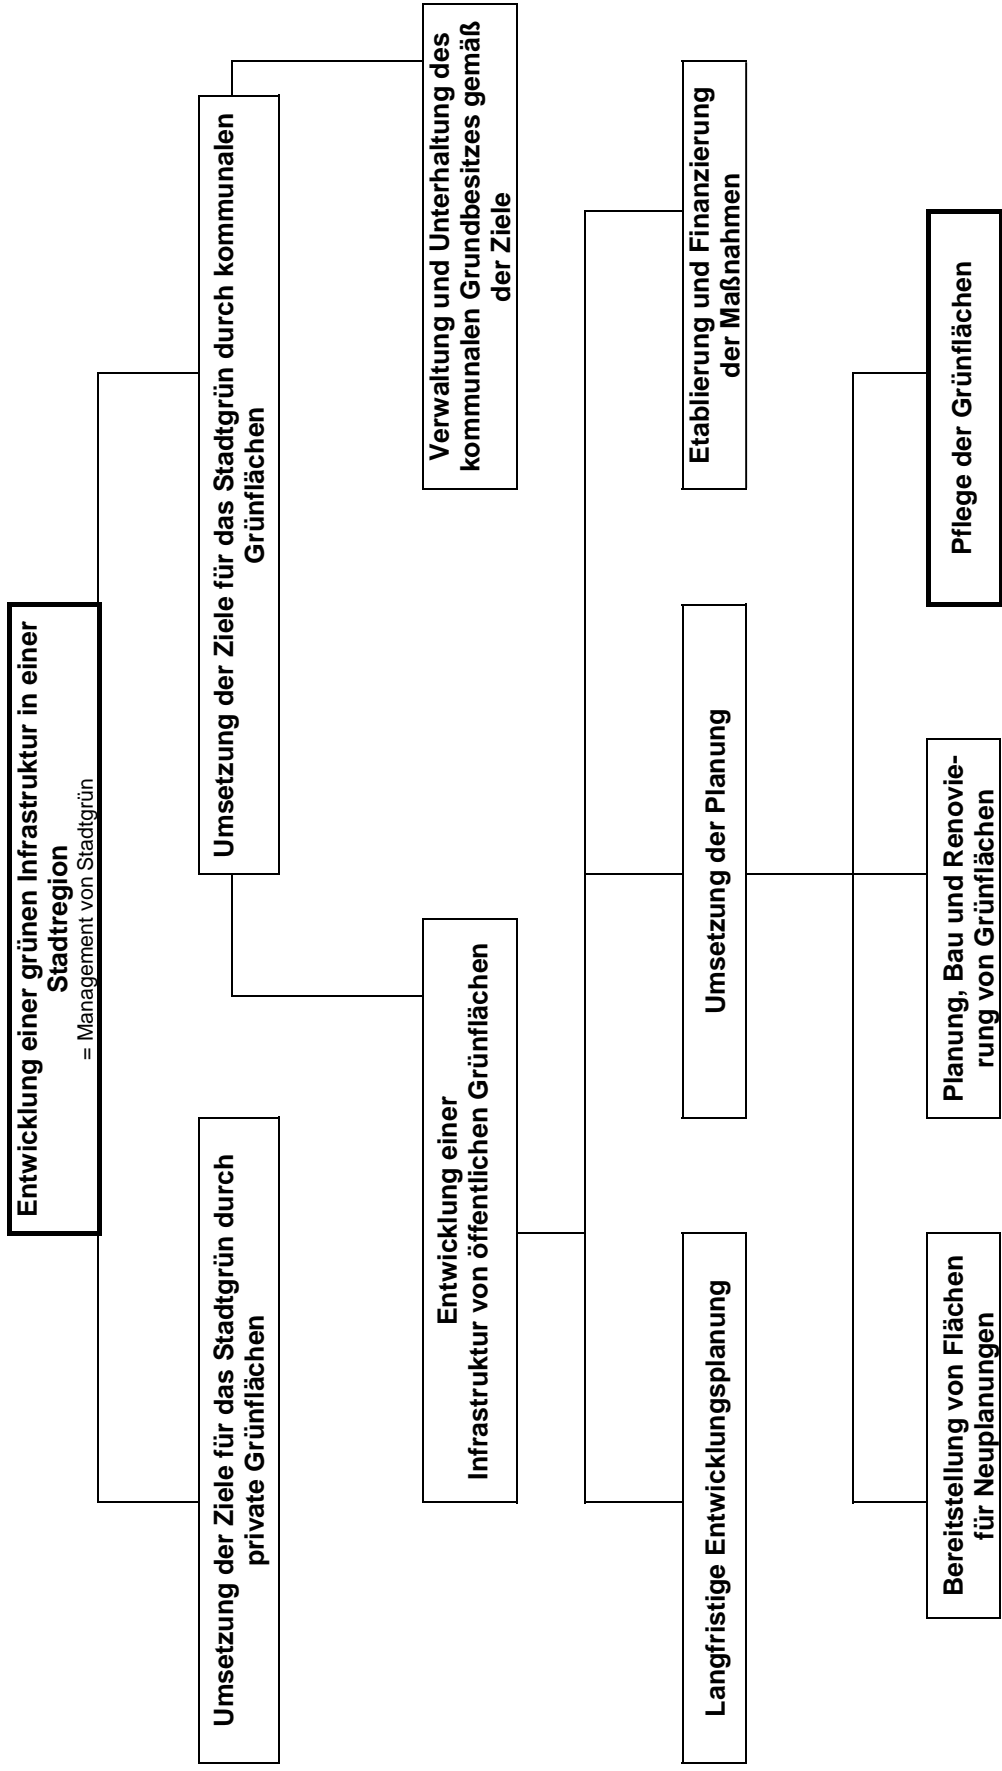 Entwicklung einer grünen Infrastruktur in einer
Stadtregion
= Management von Stadtgrün
Umsetzung der Ziele für das Stadtgrün durch
private Grünflächen
Umsetzung der Ziele für das Stadtgrün durch kommunalen
Grünflächen
Entwicklung einer
Infrastruktur von öffentlichen Grünflächen
Verwaltung und Unterhaltung des
kommunalen Grundbesitzes gemäß
der Ziele
Langfristige Entwicklungsplanung
Umsetzung der Planung
Etablierung und Finanzierung
der Maßnahmen
Bereitstellung von Flächen
für Neuplanungen
Planung, Bau und Renovie-
rung von Grünflächen
Pflege der Grünflächen